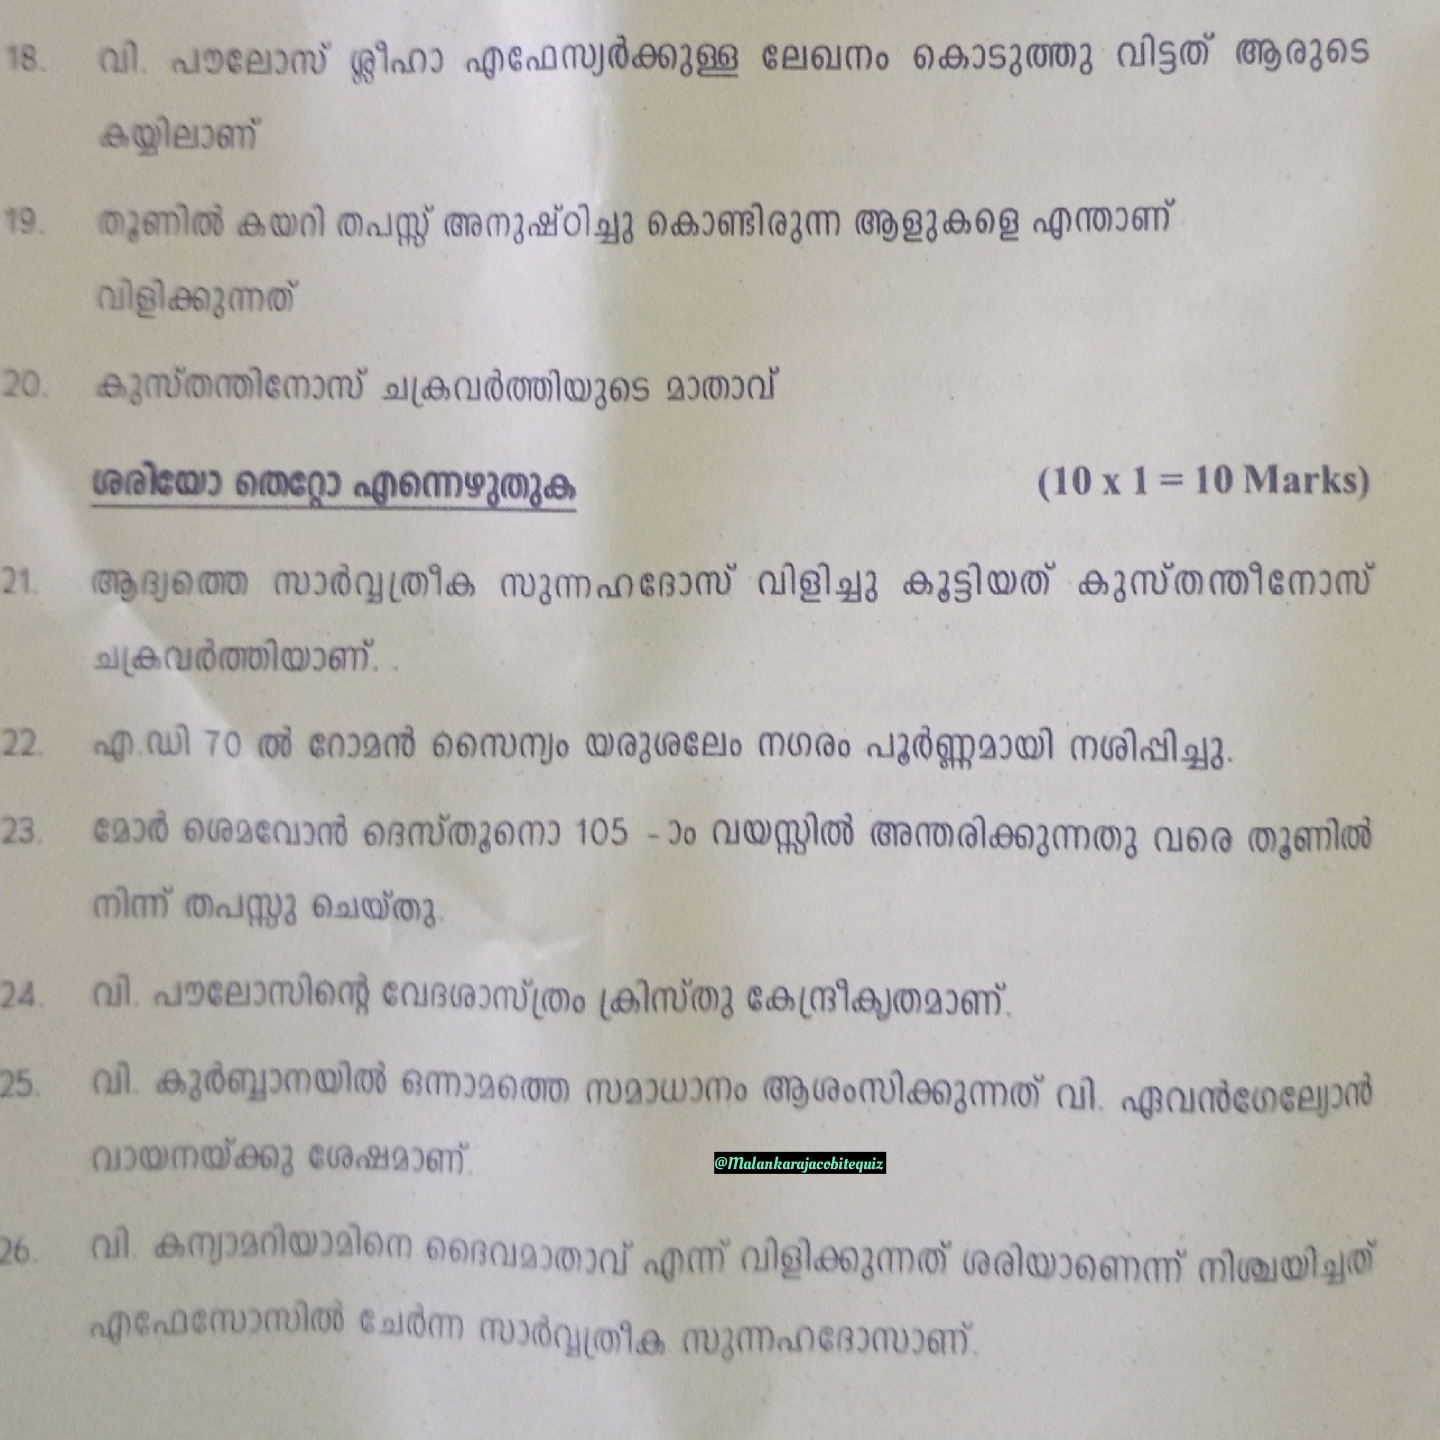 18. വി. പൗലോസ് ശ്ലീഹാ എഫേസ്യർക്കുള്ള ലേഖനം കൊടുത്തു വിട്ടത് ആരുടെ
കയ്യിലാണ്
19. തൂണിൽ കയറി തപസ്സ് അനുഷ്ഠിച്ചു കൊണ്ടിരുന്ന ആളുകളെ എന്താണ്
വിളിക്കുന്നത്
20. കുസ്തന്തിനോസ് ചക്രവർത്തിയുടെ മാതാവ്
ശരിയോ തെറ്റോ എന്നെഴുതുക (10 x 1 = 10 Marks)
21. ആദ്യത്തെ സാർവ്വത്രീക സുന്നഹദോസ് വിളിച്ചു കൂട്ടിയത് കുസ്തന്തീനോസ്
ചക്രവർത്തിയാണ്. .
22. എ.ഡി 70 ൽ റോമൻ സൈന്യം യരുശലേം നഗരം പൂർണ്ണമായി നശിപ്പിച്ചു.
23. മോർ ശെമവോൻ ദെസ്തൂനൊ 105 -ാം വയസ്സിൽ അന്തരിക്കുന്നതു വരെ തൂണിൽ
നിന്ന് തപസ്സു ചെയ്തു.
24. വി. പൗലോസിന്റെ വേദശാസ്ത്രം ക്രിസ്തു കേന്ദ്രീകൃതമാണ്.
25. വി. കുർബ്ബാനയിൽ ഒന്നാമത്തെ സമാധാനം ആശംസിക്കുന്നത് വി. ഏവൻഗേല്യോൻ
വായനയ്ക്കു ശേഷമാണ്.
@Malankarajacobitequiz
26. വി. കന്യാമറിയാമിനെ ദൈവമാതാവ് എന്ന് വിളിക്കുന്നത് ശരിയാണെന്ന് നിശ്ചയിച്ചത്
എഫേസോസിൽ ചേർന്ന സാർവ്വത്രീക സുന്നഹദോസാണ്.